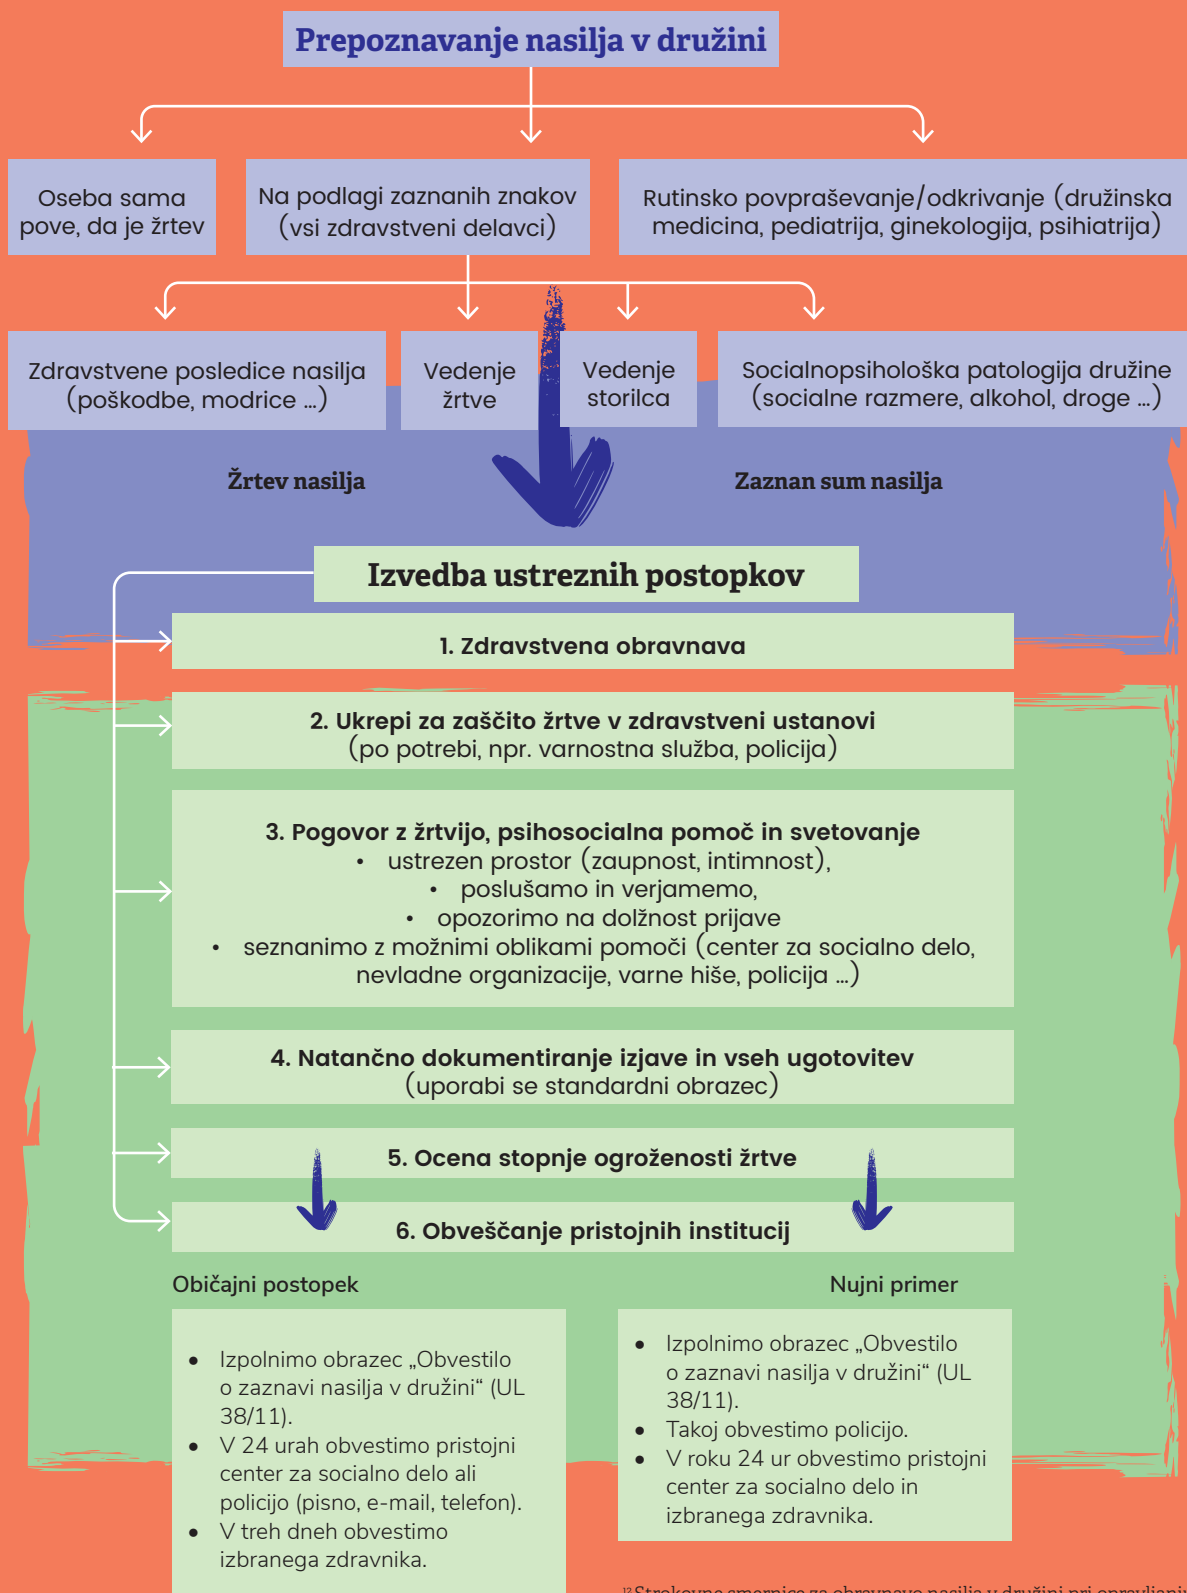 Prepoznavanje nasilja v družini
Oseba sama
pove, da je žrtev
Na podlagi zaznanih znakov
(vsi zdravstveni delavci)
Rutinsko povpraševanje/odkrivanje (družinska
medicina, pediatrija, ginekologija, psihiatrija)
Zdravstvene posledice nasilja
(poškodbe, modrice ...)
Vedenje
žrtve
Vedenje
storilca
Socialnopsihološka patologija družine
(socialne razmere, alkohol, droge ...)
Žrtev nasilja
Zaznan sum nasilja
Izvedba ustreznih postopkov
1. Zdravstvena obravnava
2. Ukrepi za zaščito žrtve v zdravstveni ustanovi
(po potrebi, npr. varnostna služba, policija)
3. Pogovor z žrtvijo, psihosocialna pomoč in svetovanje
• ustrezen prostor (zaupnost, intimnost),
• poslušamo in verjamemo,
• opozorimo na dolžnost prijave
• seznanimo z možnimi oblikami pomoči (center za socialno delo,
nevladne organizacije, varne hiše, policija ...)
4. Natančno dokumentiranje izjave in vseh ugotovitev
(uporabi se standardni obrazec)
5. Ocena stopnje ogroženosti žrtve
6. Obveščanje pristojnih institucij
Običajni postopek
• Izpolnimo obrazec „Obvestilo
o zaznavi nasilja v družini“ (UL
38/11).
• V 24 urah obvestimo pristojni
center za socialno delo ali
policijo (pisno, e-mail, telefon).
• V treh dneh obvestimo
izbranega zdravnika.
Nujni primer
• Izpolnimo obrazec „Obvestilo
o zaznavi nasilja v družini“ (UL
38/11).
• Takoj obvestimo policijo.
• V roku 24 ur obvestimo pristojni
center za socialno delo in
izbranega zdravnika.
¹² Strokovne smernice za obravnavo nasilja v družini pri